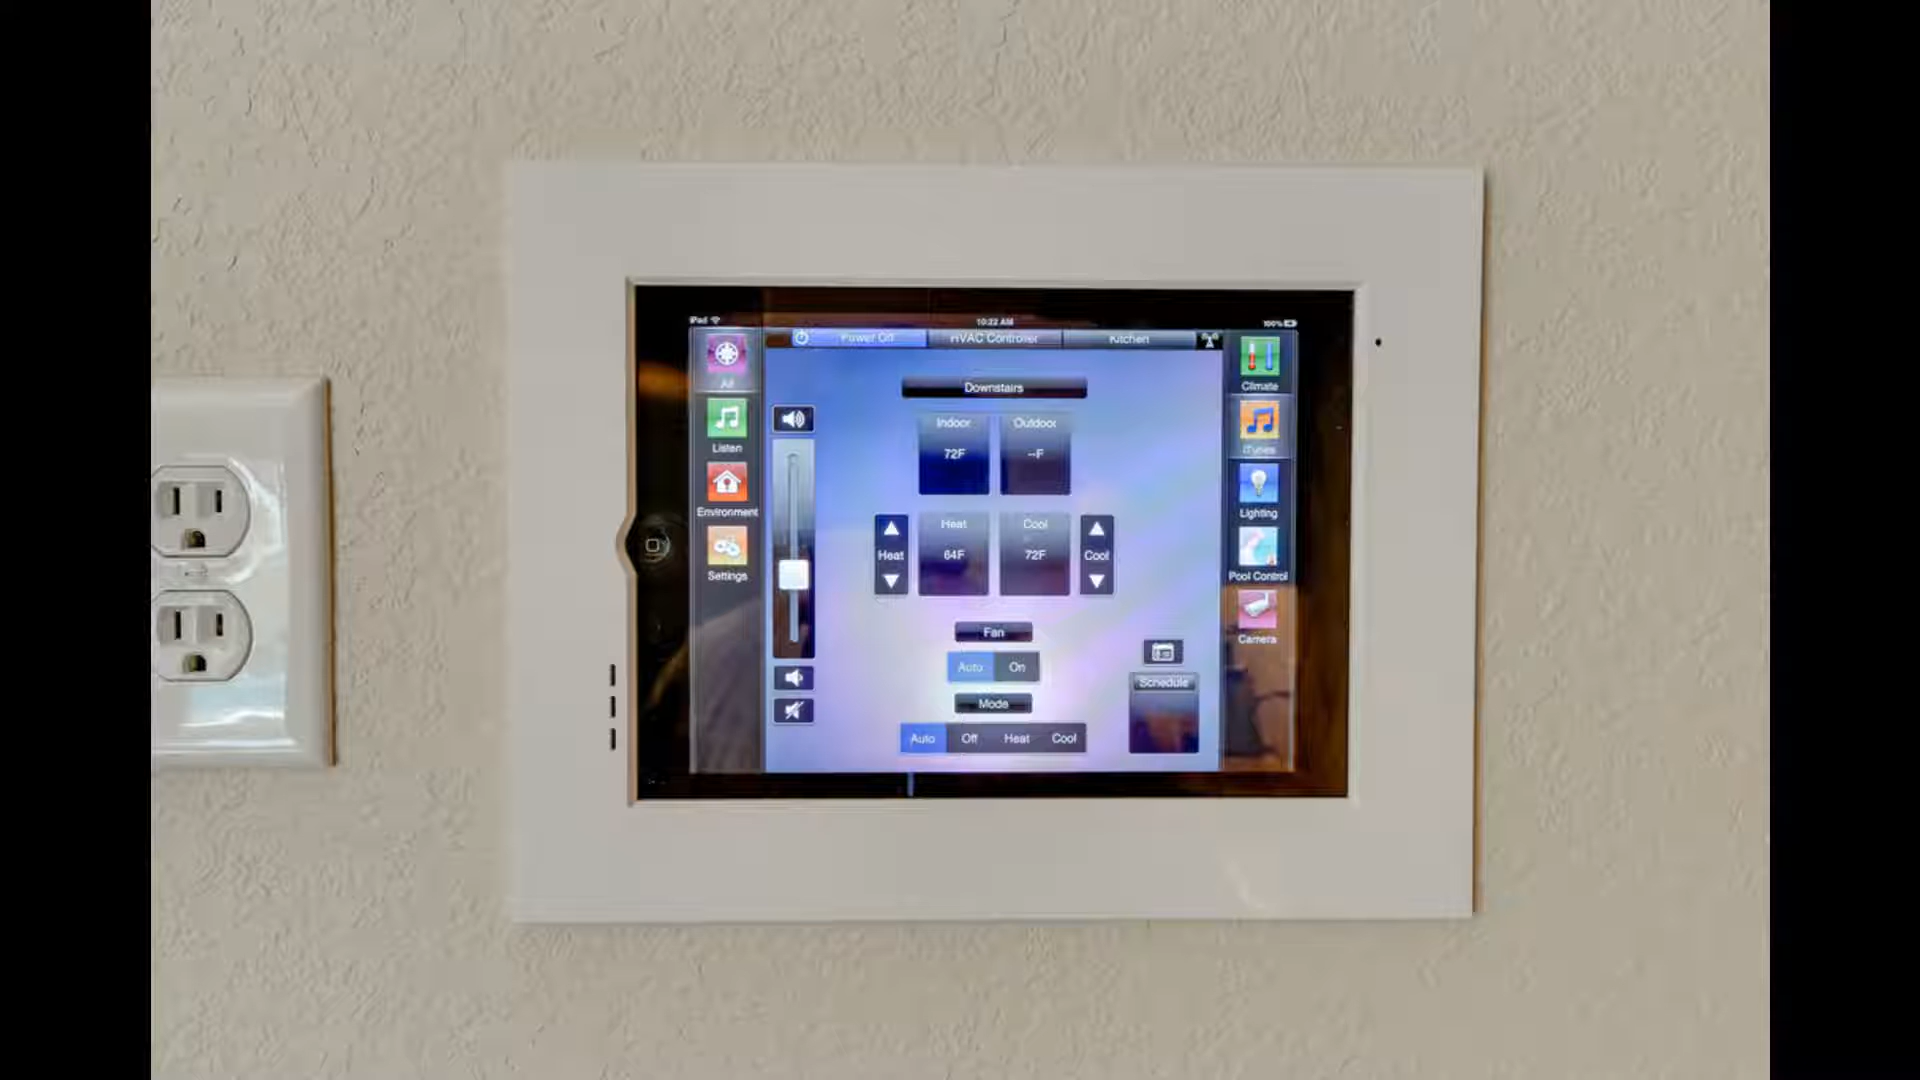 iPad
10:22 AM
100%
Power Off
HVAC Controller
Kitchen
All
Listen
Environment
Settings
Downstairs
Indoor
72F
Outdoor
--F
Heat
Heat
64F
Cool
72F
Cool
Fan
Auto
On
Mode
Auto
Off
Heat
Cool
Schedule
Climate
iTunes
Lighting
Pool Control
Camera